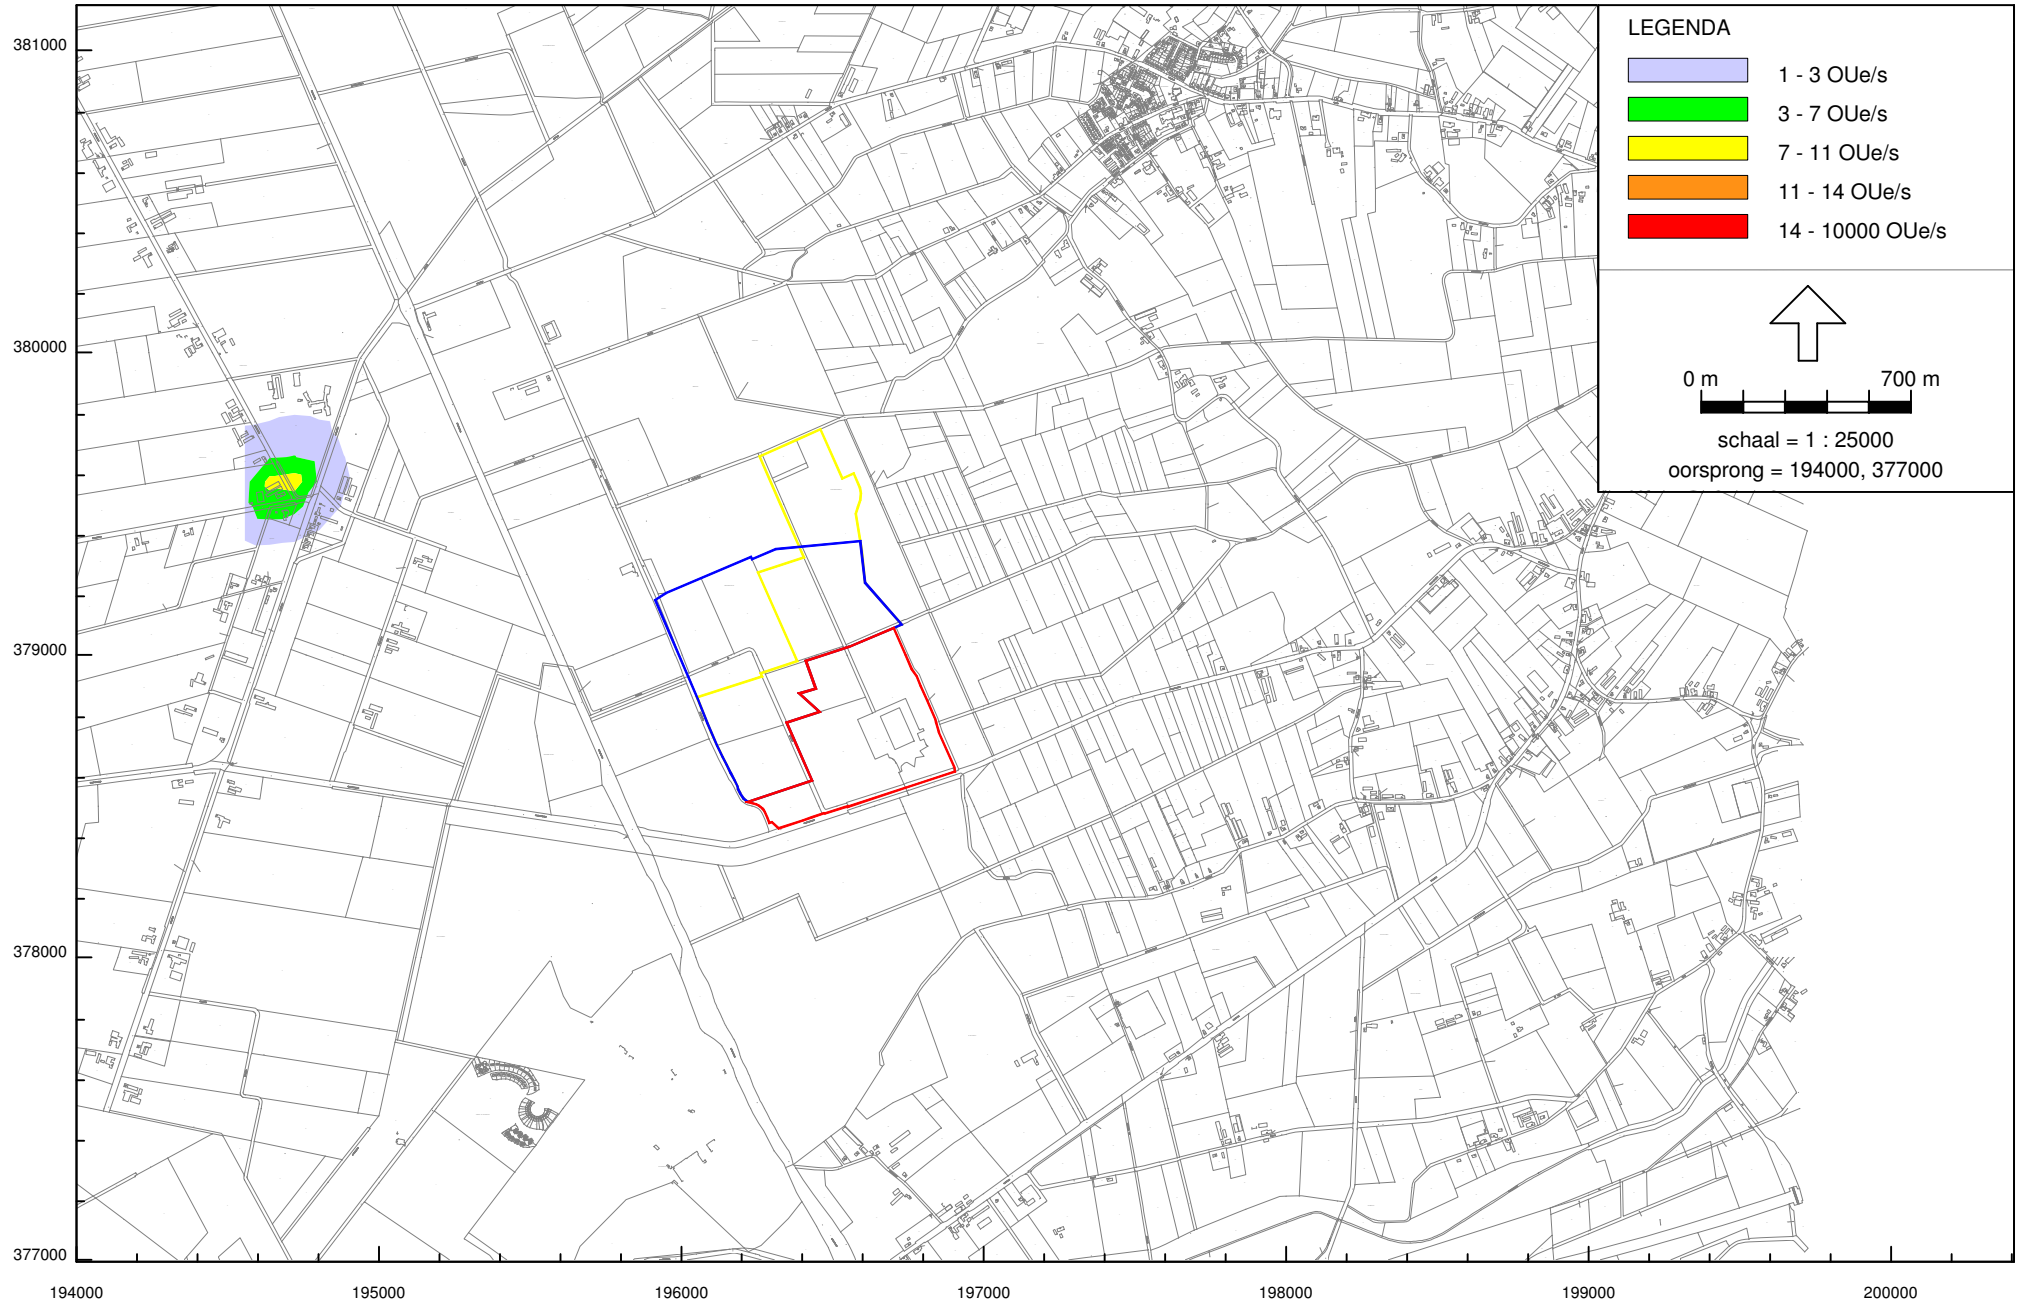 LEGENDA
1 - 3 OUe/s
3 - 7 OUe/s
7 - 11 OUe/s
11 - 14 OUe/s
14 - 10000 OUe/s
0 m 700 m
schaal = 1 : 25000
oorsprong = 194000, 377000
381000
380000
379000
378000
377000
194000 195000 196000 197000 198000 199000 200000